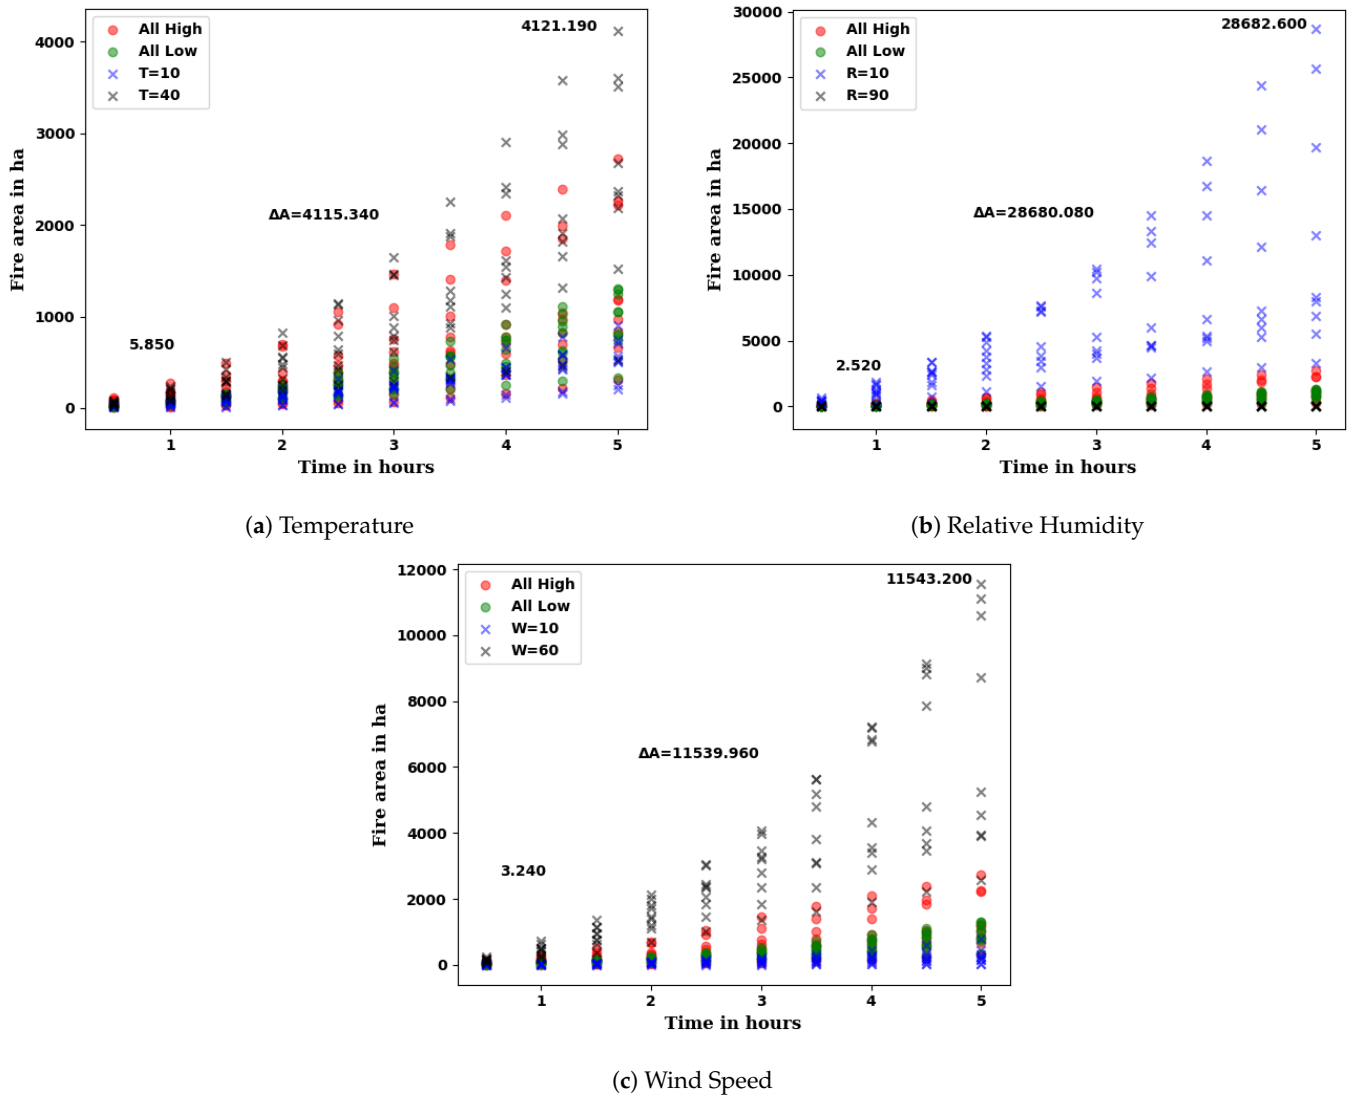 4121.190
All High
All Low
T=10
T=40
ΔA=4115.340
5.850
4000
3000
2000
1000
0
Fire area in ha
1 2 3 4 5
Time in hours
(a) Temperature
28682.600
All High
All Low
R=10
R=90
ΔA=28680.080
2.520
30000
25000
20000
15000
10000
5000
0
Fire area in ha
1 2 3 4 5
Time in hours
(b) Relative Humidity
11543.200
All High
All Low
W=10
W=60
ΔA=11539.960
3.240
12000
10000
8000
6000
4000
2000
0
Fire area in ha
1 2 3 4 5
Time in hours
(c) Wind Speed